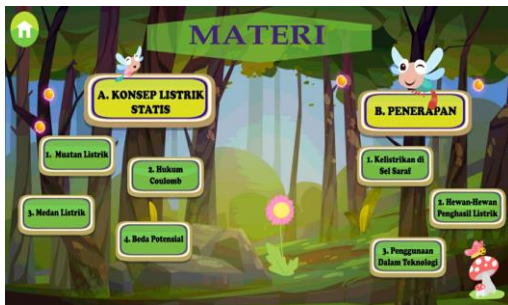 MATERI
A. KONSEP LISTRIK
STATIS
1. Muatan Listrik
2. Hukum
Coulomb
3. Medan Listrik
4. Beda Potensial
B. PENERAPAN
1. Kelistrikan di
Sel Saraf
2. Hewan-Hewan
Penghasil Listrik
3. Penggunaan
Dalam Teknologi